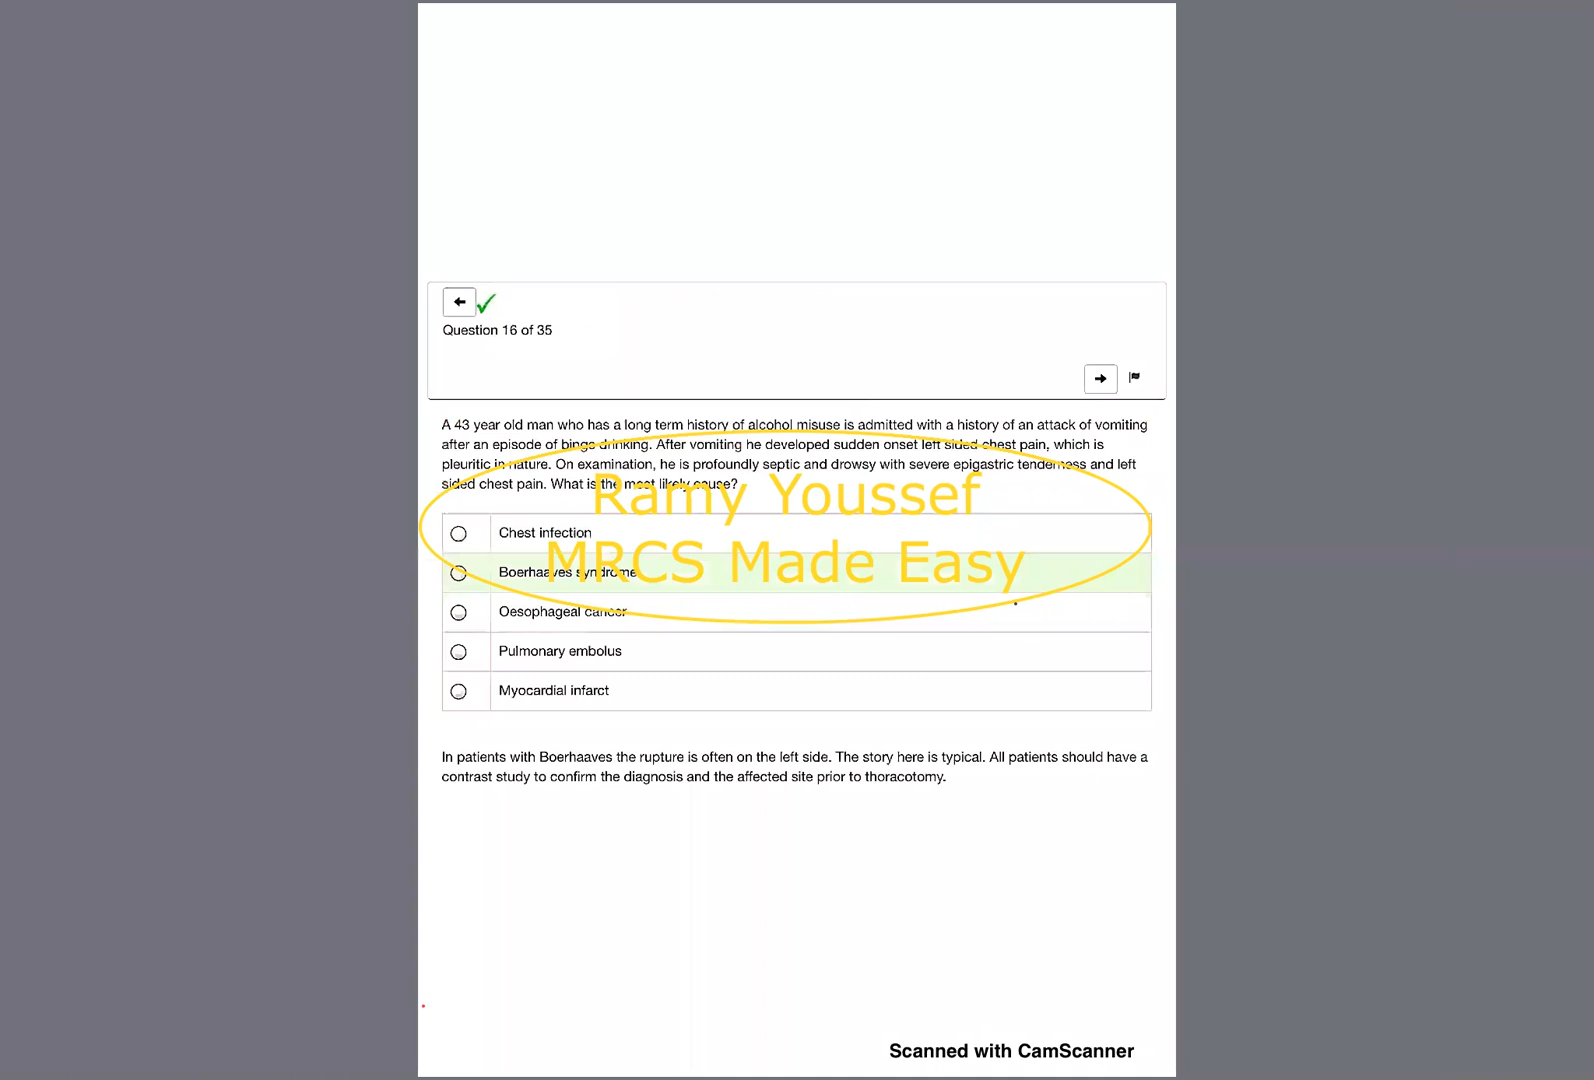 Question 16 of 35
A 43 year old man who has a long term history of alcohol misuse is admitted with a history of an attack of vomiting
after an episode of binge drinking. After vomiting he developed sudden onset left sided chest pain, which is
pleuritic in nature. On examination, he is profoundly septic and drowsy with severe epigastric tenderness and left
sided chest pain. What is the most likely cause?
Ramy Youssef
Chest infection
MRCS Made Easy
Boerhaaves syndrome
Oesophageal cancer
Pulmonary embolus
Myocardial infarct
In patients with Boerhaaves the rupture is often on the left side. The story here is typical. All patients should have a
contrast study to confirm the diagnosis and the affected site prior to thoracotomy.
Scanned with CamScanner